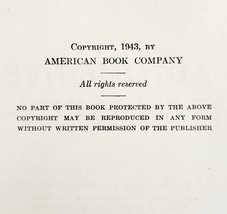 COPYRIGHT, 1943, BY
AMERICAN BOOK COMPANY
All rights reserved
NO PART OF THIS BOOK PROTECTED BY THE ABOVE
COPYRIGHT MAY BE REPRODUCED IN ANY FORM
WITHOUT WRITTEN PERMISSION OF THE PUBLISHER